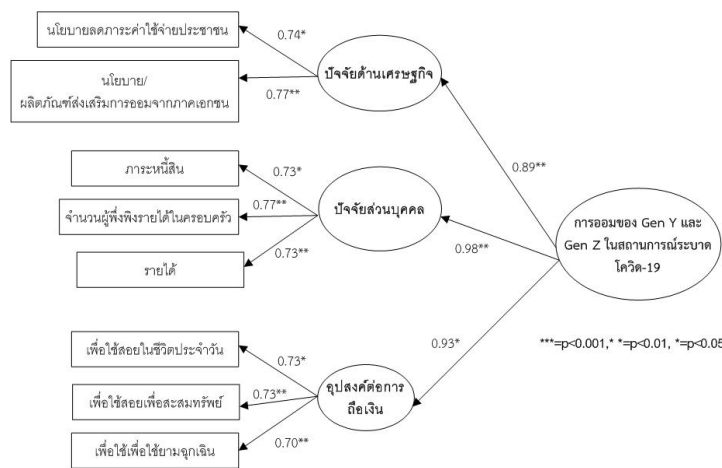 นโยบายลดภาระค่าใช้จ่ายประชาชน
0.74*
ปัจจัยด้านเศรษฐกิจ
นโยบาย/
ผลิตภัณฑ์ส่งเสริมการออมจากภาคเอกชน
0.77**
0.89**
ภาระหนี้สิน
0.73*
จำนวนผู้พึ่งพิงรายได้ในครอบครัว
0.77**
ปัจจัยส่วนบุคคล
รายได้
0.73**
0.98**
การออมของ Gen Y และ
Gen Z ในสถานการณ์ระบาด
โควิด-19
0.93*
***=p<0.001,* *=p<0.01, *=p<0.05
เพื่อใช้สอยในชีวิตประจำวัน
0.73*
เพื่อใช้สอยเพื่อสะสมทรัพย์
0.73**
อุปสงค์ต่อการ
ถือเงิน
เพื่อใช้เพื่อใช้ยามฉุกเฉิน
0.70**